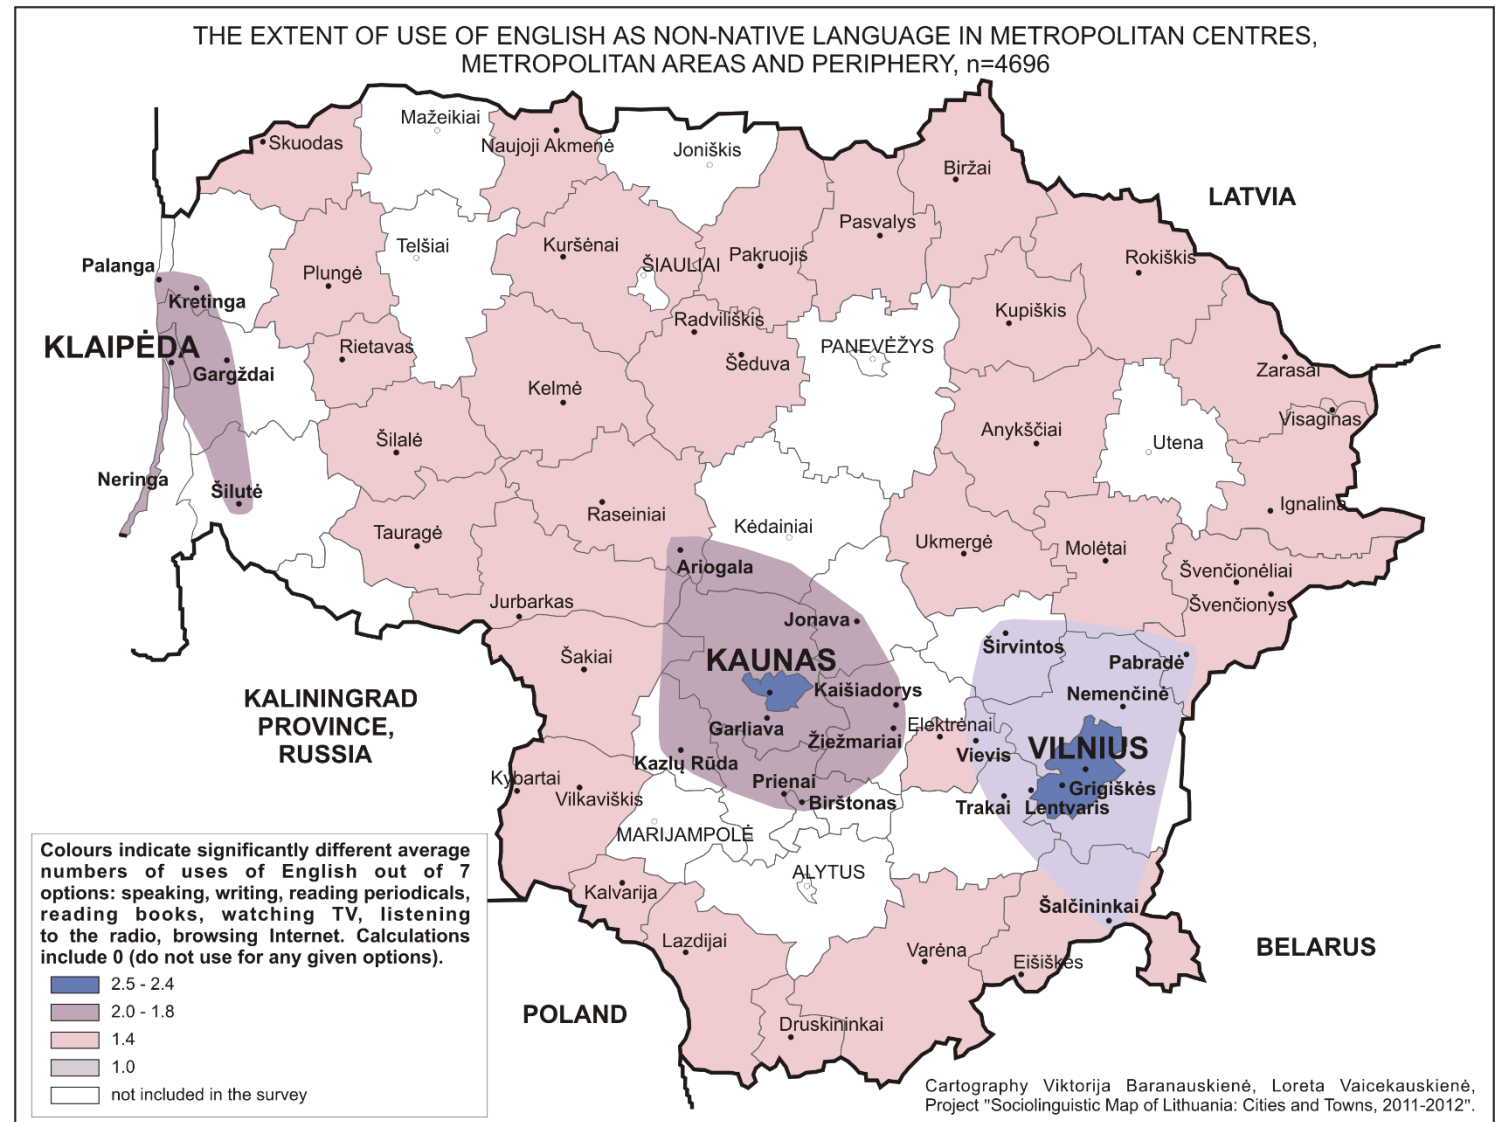 THE EXTENT OF USE OF ENGLISH AS NON-NATIVE LANGUAGE IN METROPOLITAN CENTRES,
METROPOLITAN AREAS AND PERIPHERY, n=4696
Mažeikiai
Skuodas
Naujoji Akmenė
Joniškis
Biržai
LATVIA
Pasvalys
Telšiai
Kuršėnai
ŠIAULIAI
Pakruojis
Rokiškis
Palanga
Plungė
Kretinga
Kupiškis
Radviliškis
KLAIPĖDA
Rietavas
PANEVĖŽYS
Gargždai
Šeduva
Zarasai
Kelmė
Visaginas
Šilalė
Anykščiai
Utena
Neringa
Šilutė
Ignalina
Raseiniai
Kėdainiai
Tauragė
Ukmergė
Molėtai
Ariogala
Švenčionėliai
Jurbarkas
Švenčionys
Jonava
Širvintos
Šakiai
KAUNAS
Pabradė
Kaišiadorys
Nemenčinė
KALININGRAD
PROVINCE,
RUSSIA
Garliava
Elektrėnai
Žiežmariai
Vievis
VILNIUS
Kazlų Rūda
Kybartai
Prienai
Grigiškės
Vilkaviškis
Birštonas
Trakai
Lentvaris
MARIJAMPOLĖ
ALYTUS
Kalvarija
Šalčininkai
Lazdijai
Varėna
BELARUS
Eišiškės
POLAND
Druskininkai
Colours indicate significantly different average
numbers of uses of English out of 7
options: speaking, writing, reading periodicals,
reading books, watching TV, listening
to the radio, browsing Internet. Calculations
include 0 (do not use for any given options).
2.5 - 2.4
2.0 - 1.8
1.4
1.0
not included in the survey
Cartography Viktorija Baranauskienė, Loreta Vaicekauskienė,
Project "Sociolinguistic Map of Lithuania: Cities and Towns, 2011-2012".